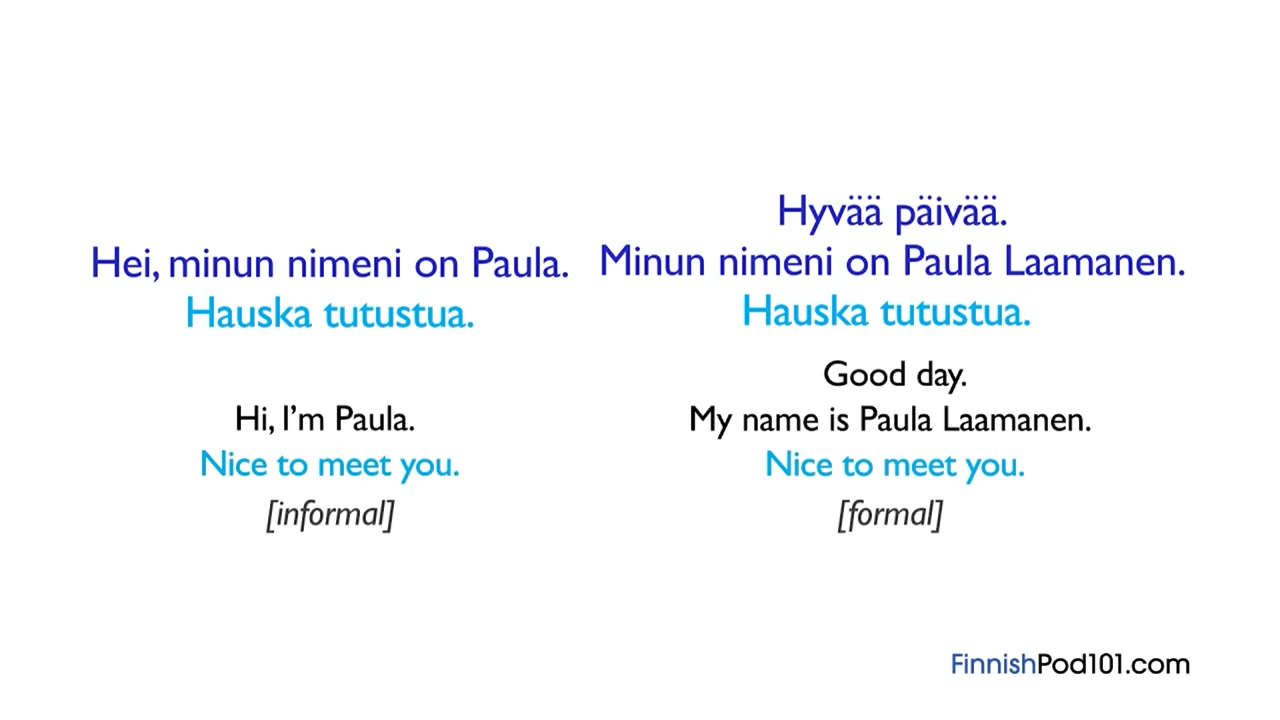 Hei, minun nimeni on Paula.
Hauska tutustua.
Hi, I’m Paula.
Nice to meet you.
[informal]
Hyvää päivää.
Minun nimeni on Paula Laamanen.
Hauska tutustua.
Good day.
My name is Paula Laamanen.
Nice to meet you.
[formal]
FinnishPod101.com